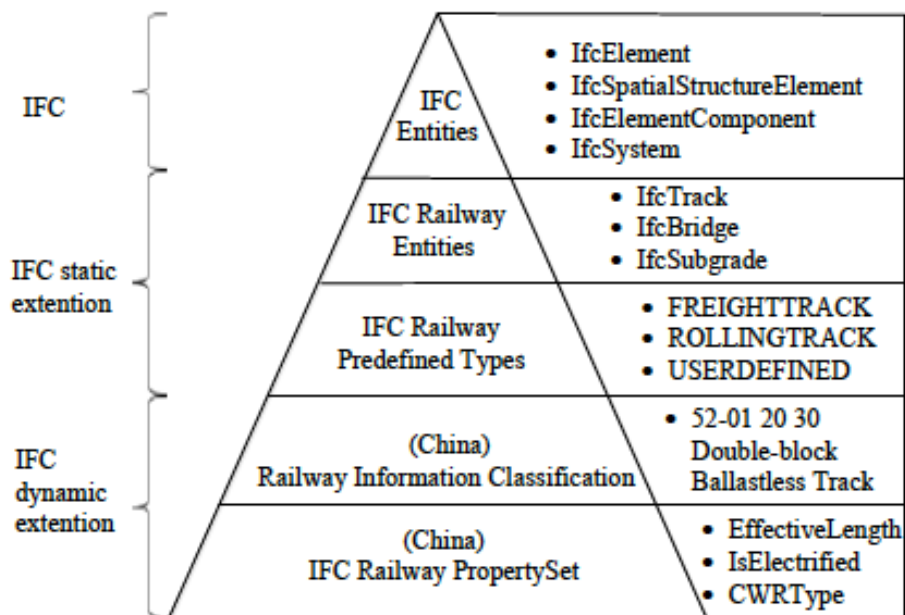 IFC
IFC
Entities
• IfcElement
• IfcSpatialStructureElement
• IfcElementComponent
• IfcSystem
IFC static
extention
IFC Railway
Entities
• IfcTrack
• IfcBridge
• IfcSubgrade
IFC Railway
Predefined Types
• FREIGHTTRACK
• ROLLINGTRACK
• USERDEFINED
IFC
dynamic
extention
(China)
Railway Information Classification
• 52-01 20 30
Double-block
Ballastless Track
(China)
IFC Railway PropertySet
• EffectiveLength
• IsElectrified
• CWRType